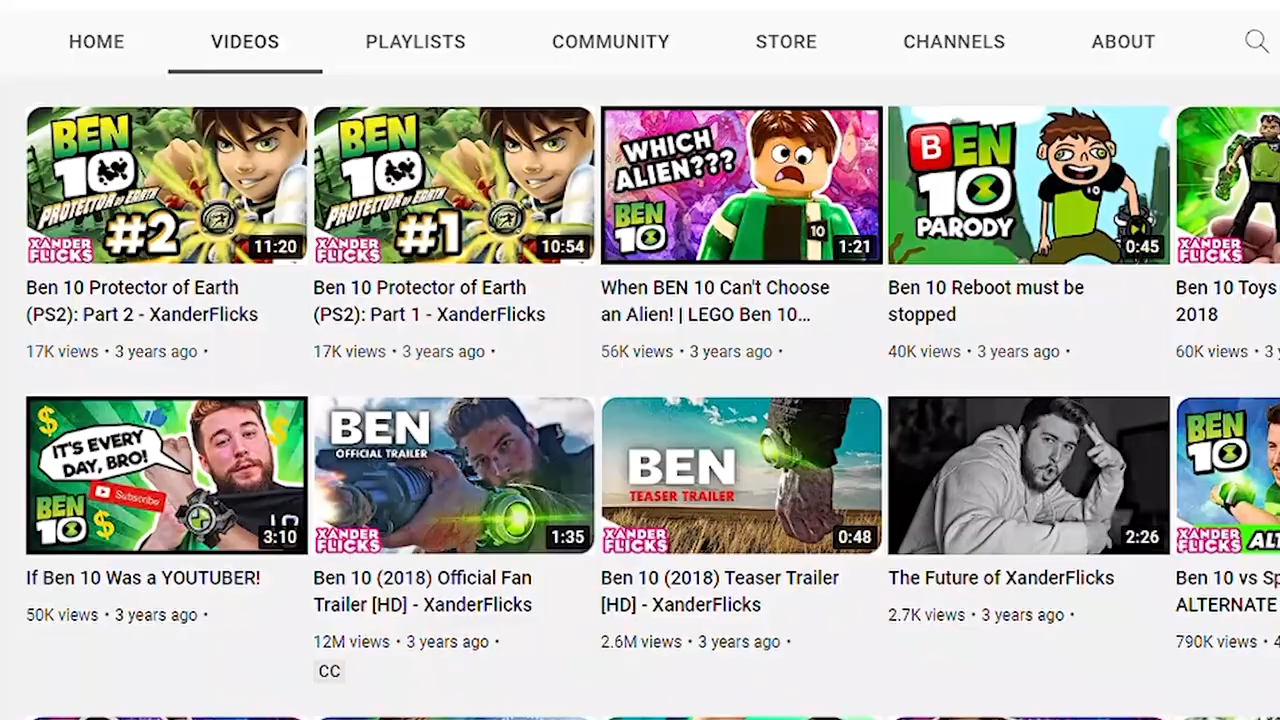 HOME VIDEOS PLAYLISTS COMMUNITY STORE CHANNELS ABOUT
BEN
10
PROTECTOR OF EARTH
#2
XANDER
FLICKS
11:20
BEN
10
PROTECTOR OF EARTH
#1
XANDER
FLICKS
10:54
WHICH
ALIEN???
BEN
10
10
1:21
BEN
10
PARODY
10
0:45
XANDER
FLICKS
Ben 10 Protector of Earth
(PS2): Part 2 - XanderFlicks
17K views • 3 years ago •
Ben 10 Protector of Earth
(PS2): Part 1 - XanderFlicks
17K views • 3 years ago •
When BEN 10 Can't Choose
an Alien! | LEGO Ben 10...
56K views • 3 years ago •
Ben 10 Reboot must be
stopped
40K views • 3 years ago •
Ben 10 Toys
2018
60K views • 3
IT'S EVERY
DAY, BRO!
Subscribe
BEN
10
10
3:10
BEN
OFFICIAL TRAILER
XANDER
FLICKS
1:35
BEN
TEASER TRAILER
XANDER
FLICKS
0:48
2:26
BEN
10
XANDER
FLICKS
If Ben 10 Was a YOUTUBER!
50K views • 3 years ago •
Ben 10 (2018) Official Fan
Trailer [HD] - XanderFlicks
12M views • 3 years ago •
CC
Ben 10 (2018) Teaser Trailer
[HD] - XanderFlicks
2.6M views • 3 years ago •
The Future of XanderFlicks
2.7K views • 3 years ago •
Ben 10 vs
ALTERNATE
790K views • 4